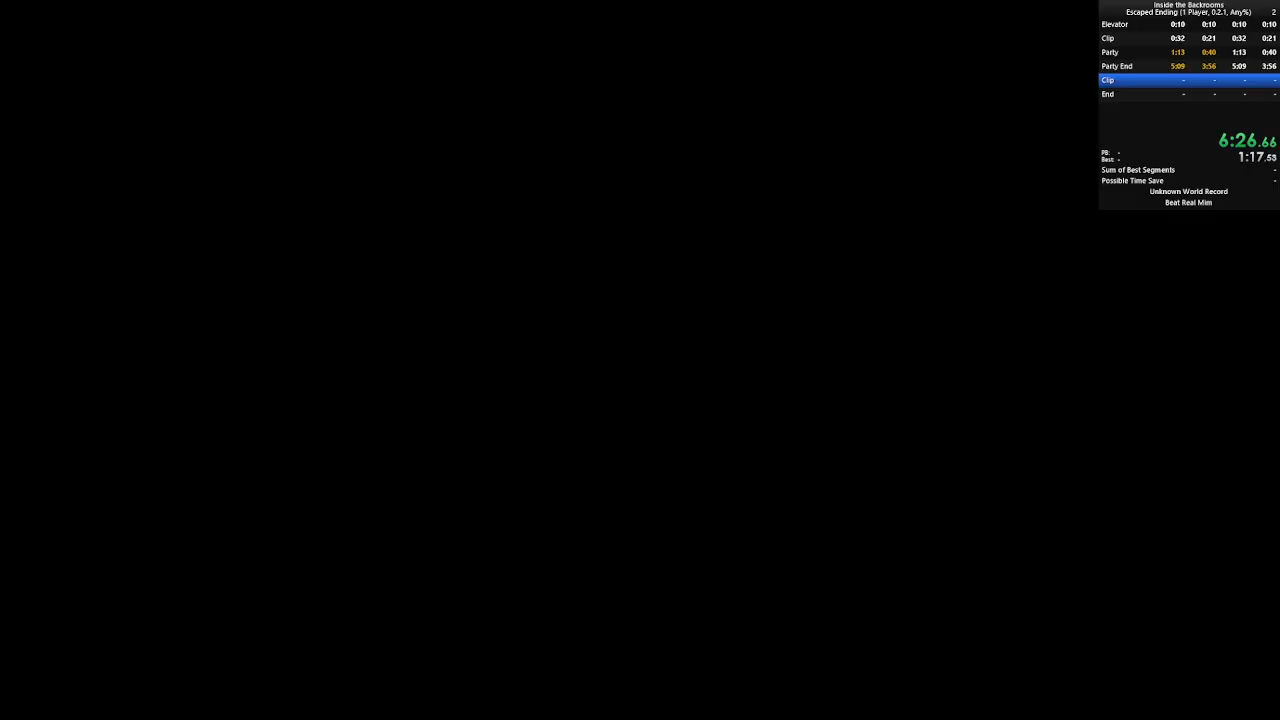 Inside the Backrooms
Escaped Ending (1 Player, 0.2.1, Any%) 2
Elevator 0:10 0:10 0:10 0:10
Clip 0:32 0:21 0:32 0:21
Party 1:13 0:40 1:13 0:40
Party End 5:09 3:56 5:09 3:56
Clip - - - -
End - - - -
6:26.66
PB: -
Best: - 1:17.53
Sum of Best Segments -
Possible Time Save -
Unknown World Record
Beat Real Mim